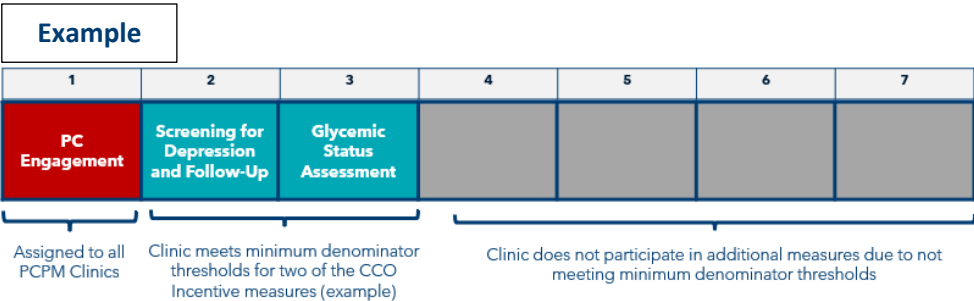 Example
1 2 3 4 5 6 7
PC
Engagement
Screening for
Depression
and Follow-Up
Glycemic
Status
Assessment
Assigned to all
PCPM Clinics
Clinic meets minimum denominator
thresholds for two of the CCO
Incentive measures (example)
Clinic does not participate in additional measures due to not
meeting minimum denominator thresholds